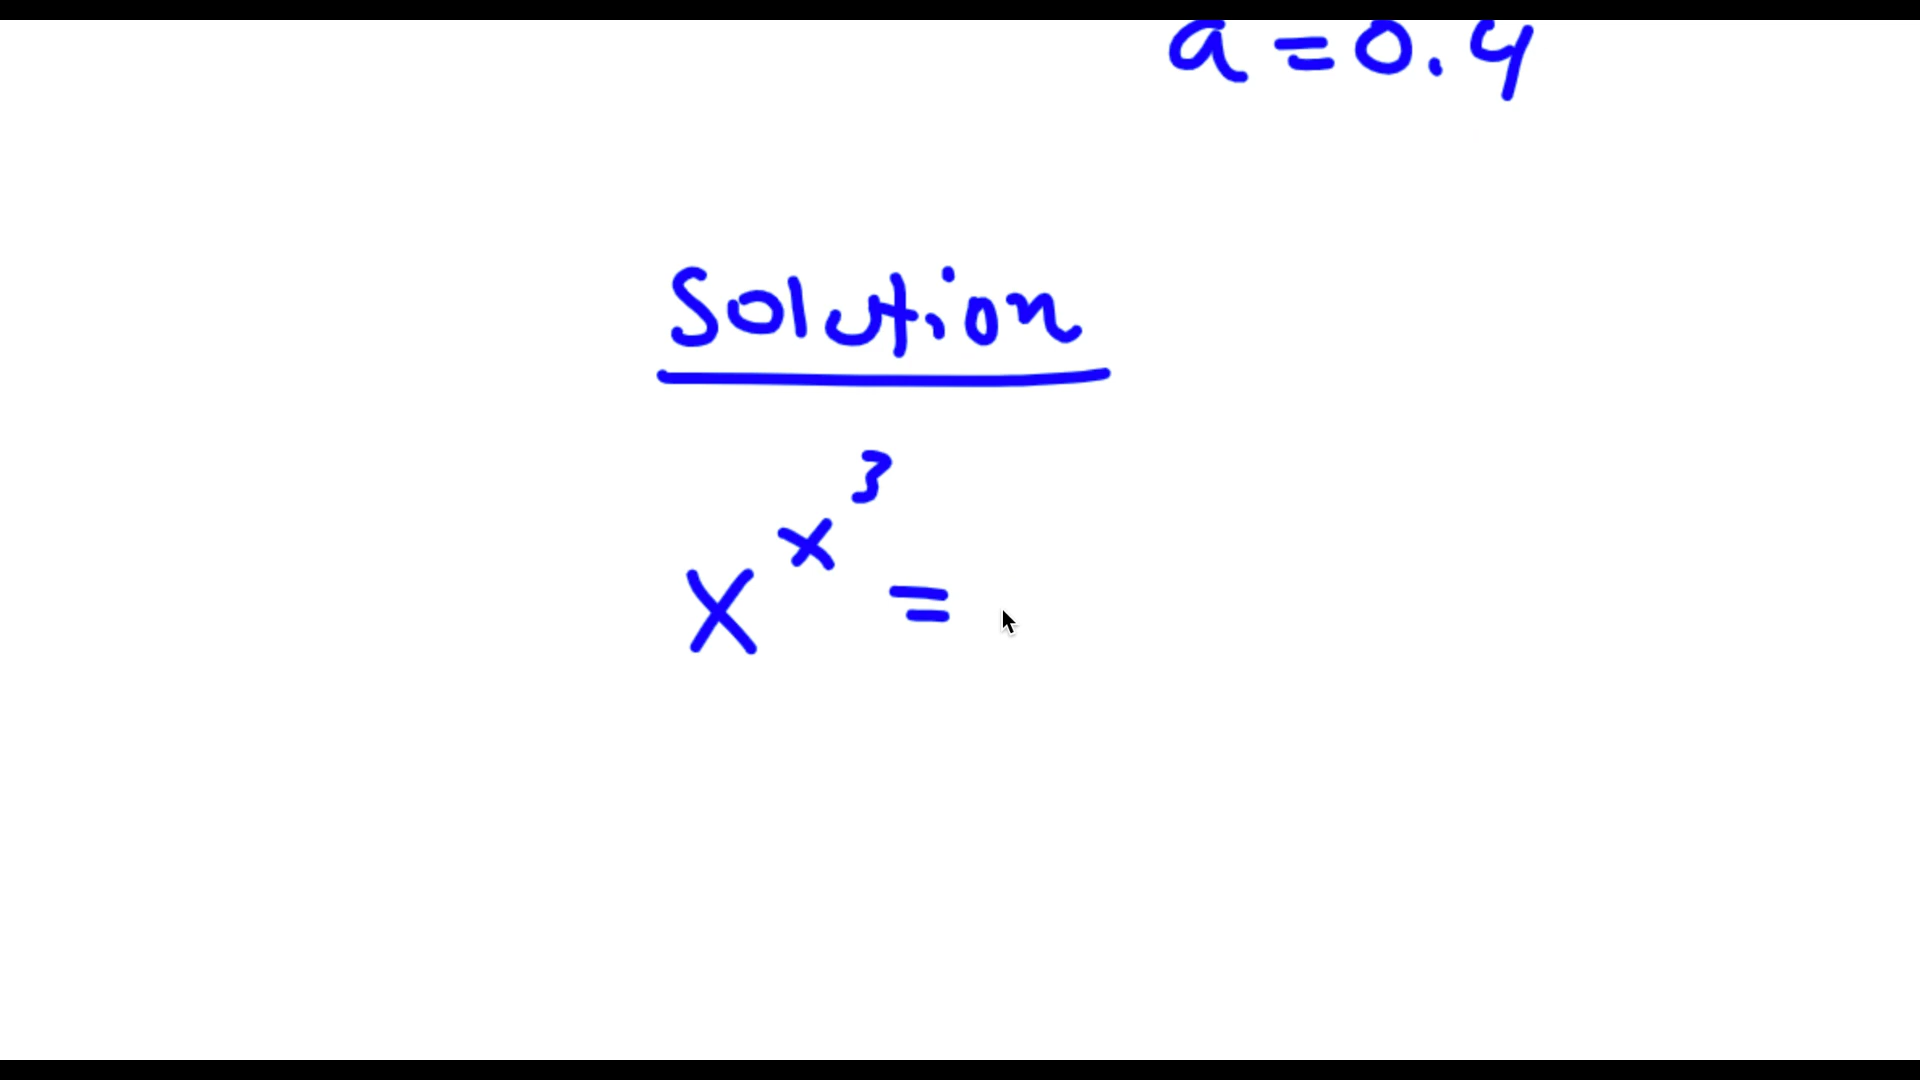 a = 0.4
Solution
x^x^3 =